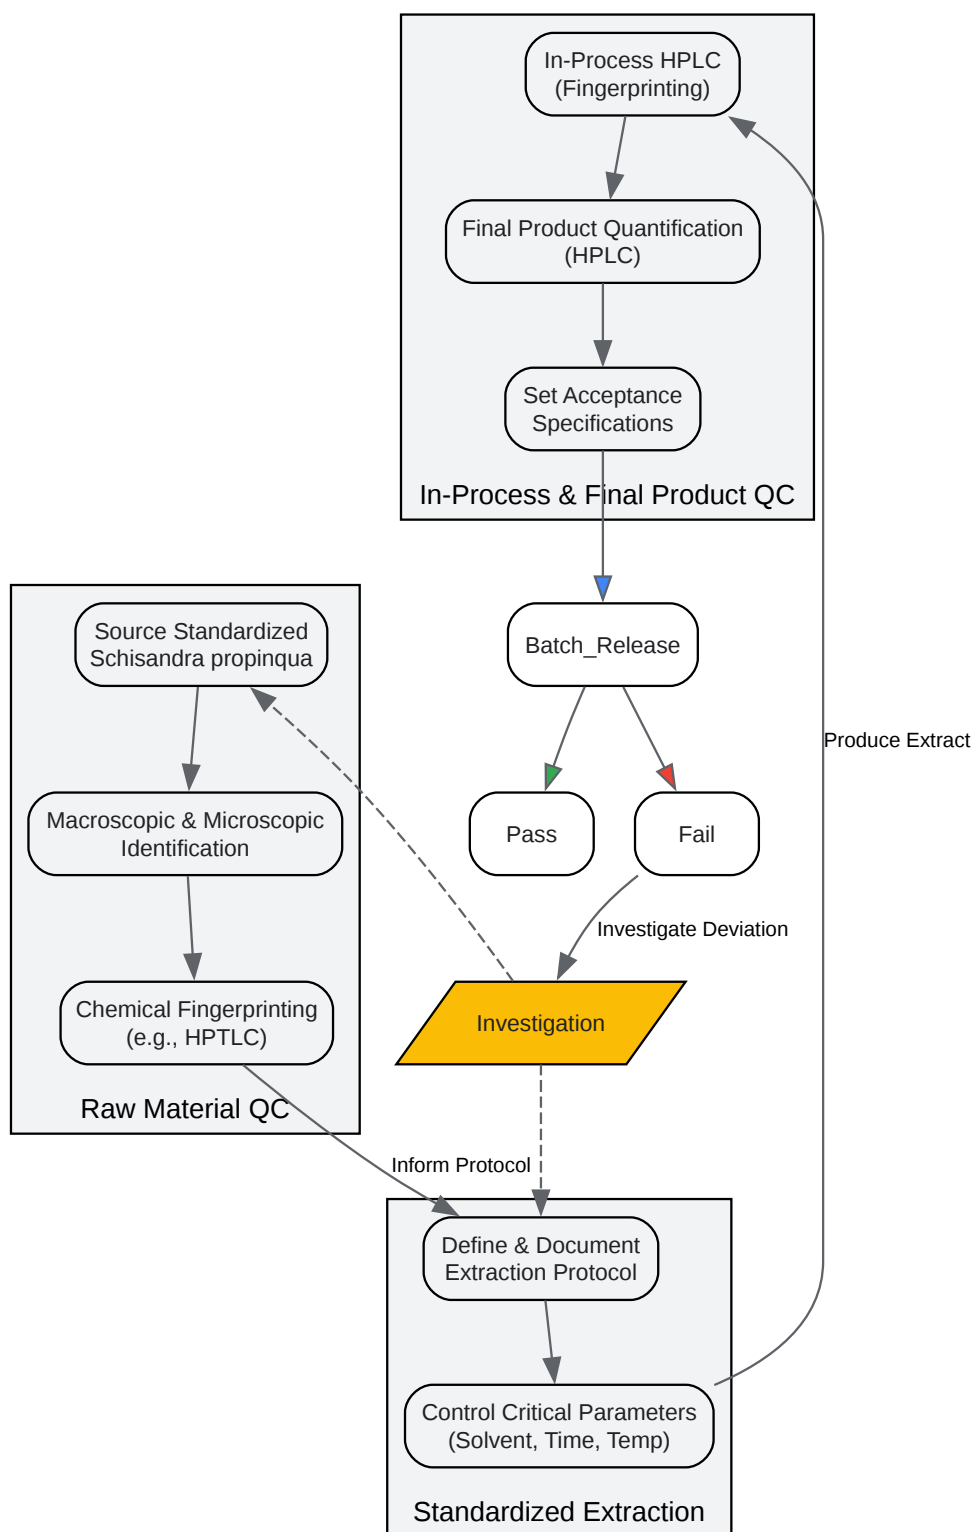 In-Process HPLC
(Fingerprinting)
Final Product Quantification
(HPLC)
Set Acceptance
Specifications
In-Process & Final Product QC
Source Standardized
Schisandra propinqua
Batch_Release
Produce Extract
Macroscopic & Microscopic
Identification
Pass
Fail
Investigate Deviation
Chemical Fingerprinting
(e.g., HPTLC)
Investigation
Raw Material QC
Inform Protocol
Define & Document
Extraction Protocol
Control Critical Parameters
(Solvent, Time, Temp)
Standardized Extraction